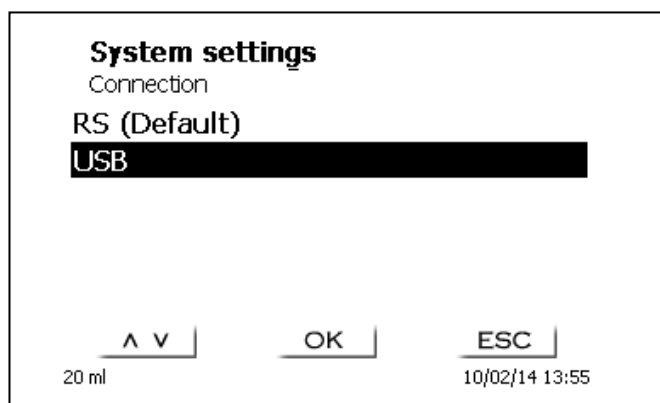 System settings
Connection
RS (Default)
USB
∧ ∨ OK ESC
20 ml 10/02/14 13:55